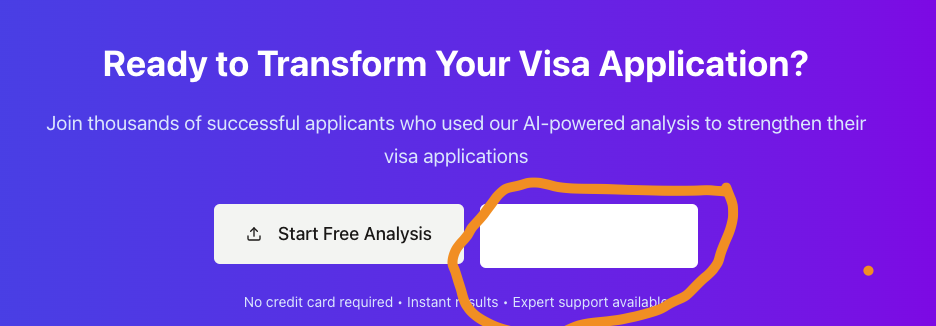 Ready to Transform Your Visa Application?
Join thousands of successful applicants who used our AI-powered analysis to strengthen their
visa applications
Start Free Analysis
No credit card required • Instant results • Expert support available